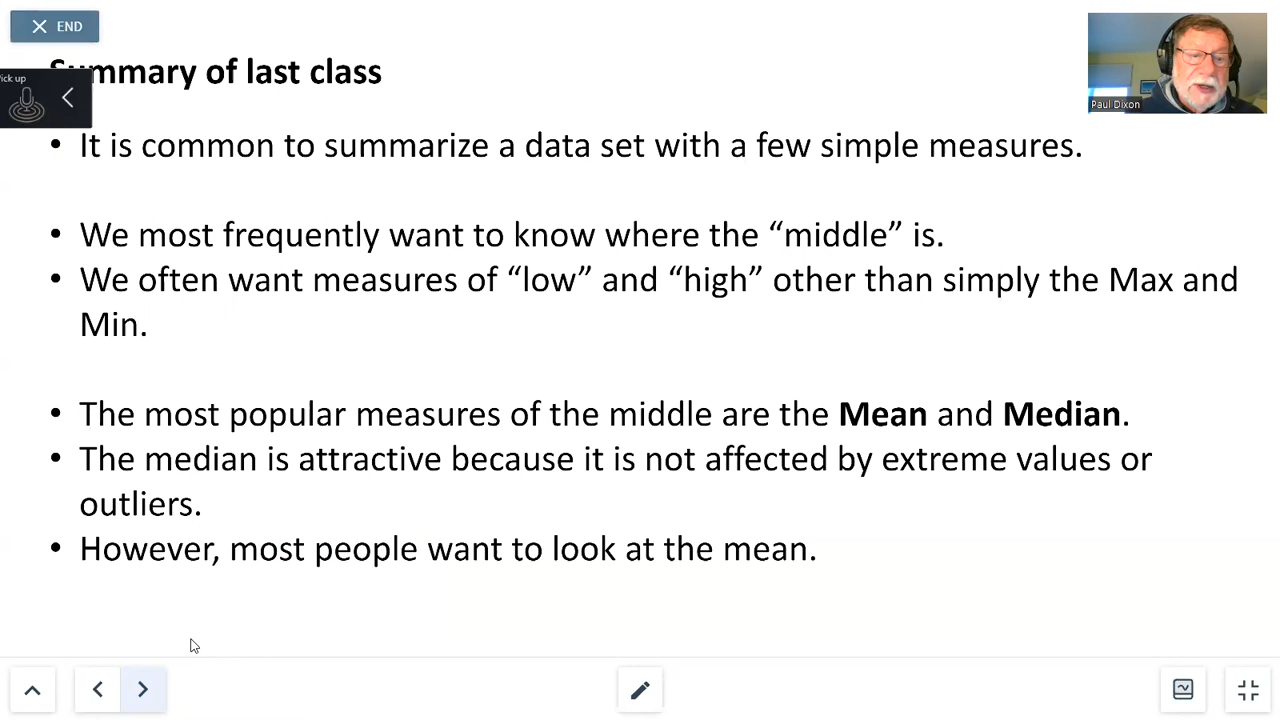 END
Summary of last class
Pick up
Paul Dixon
• It is common to summarize a data set with a few simple measures.
• We most frequently want to know where the “middle” is.
• We often want measures of “low” and “high” other than simply the Max and
Min.
• The most popular measures of the middle are the Mean and Median.
• The median is attractive because it is not affected by extreme values or
outliers.
• However, most people want to look at the mean.